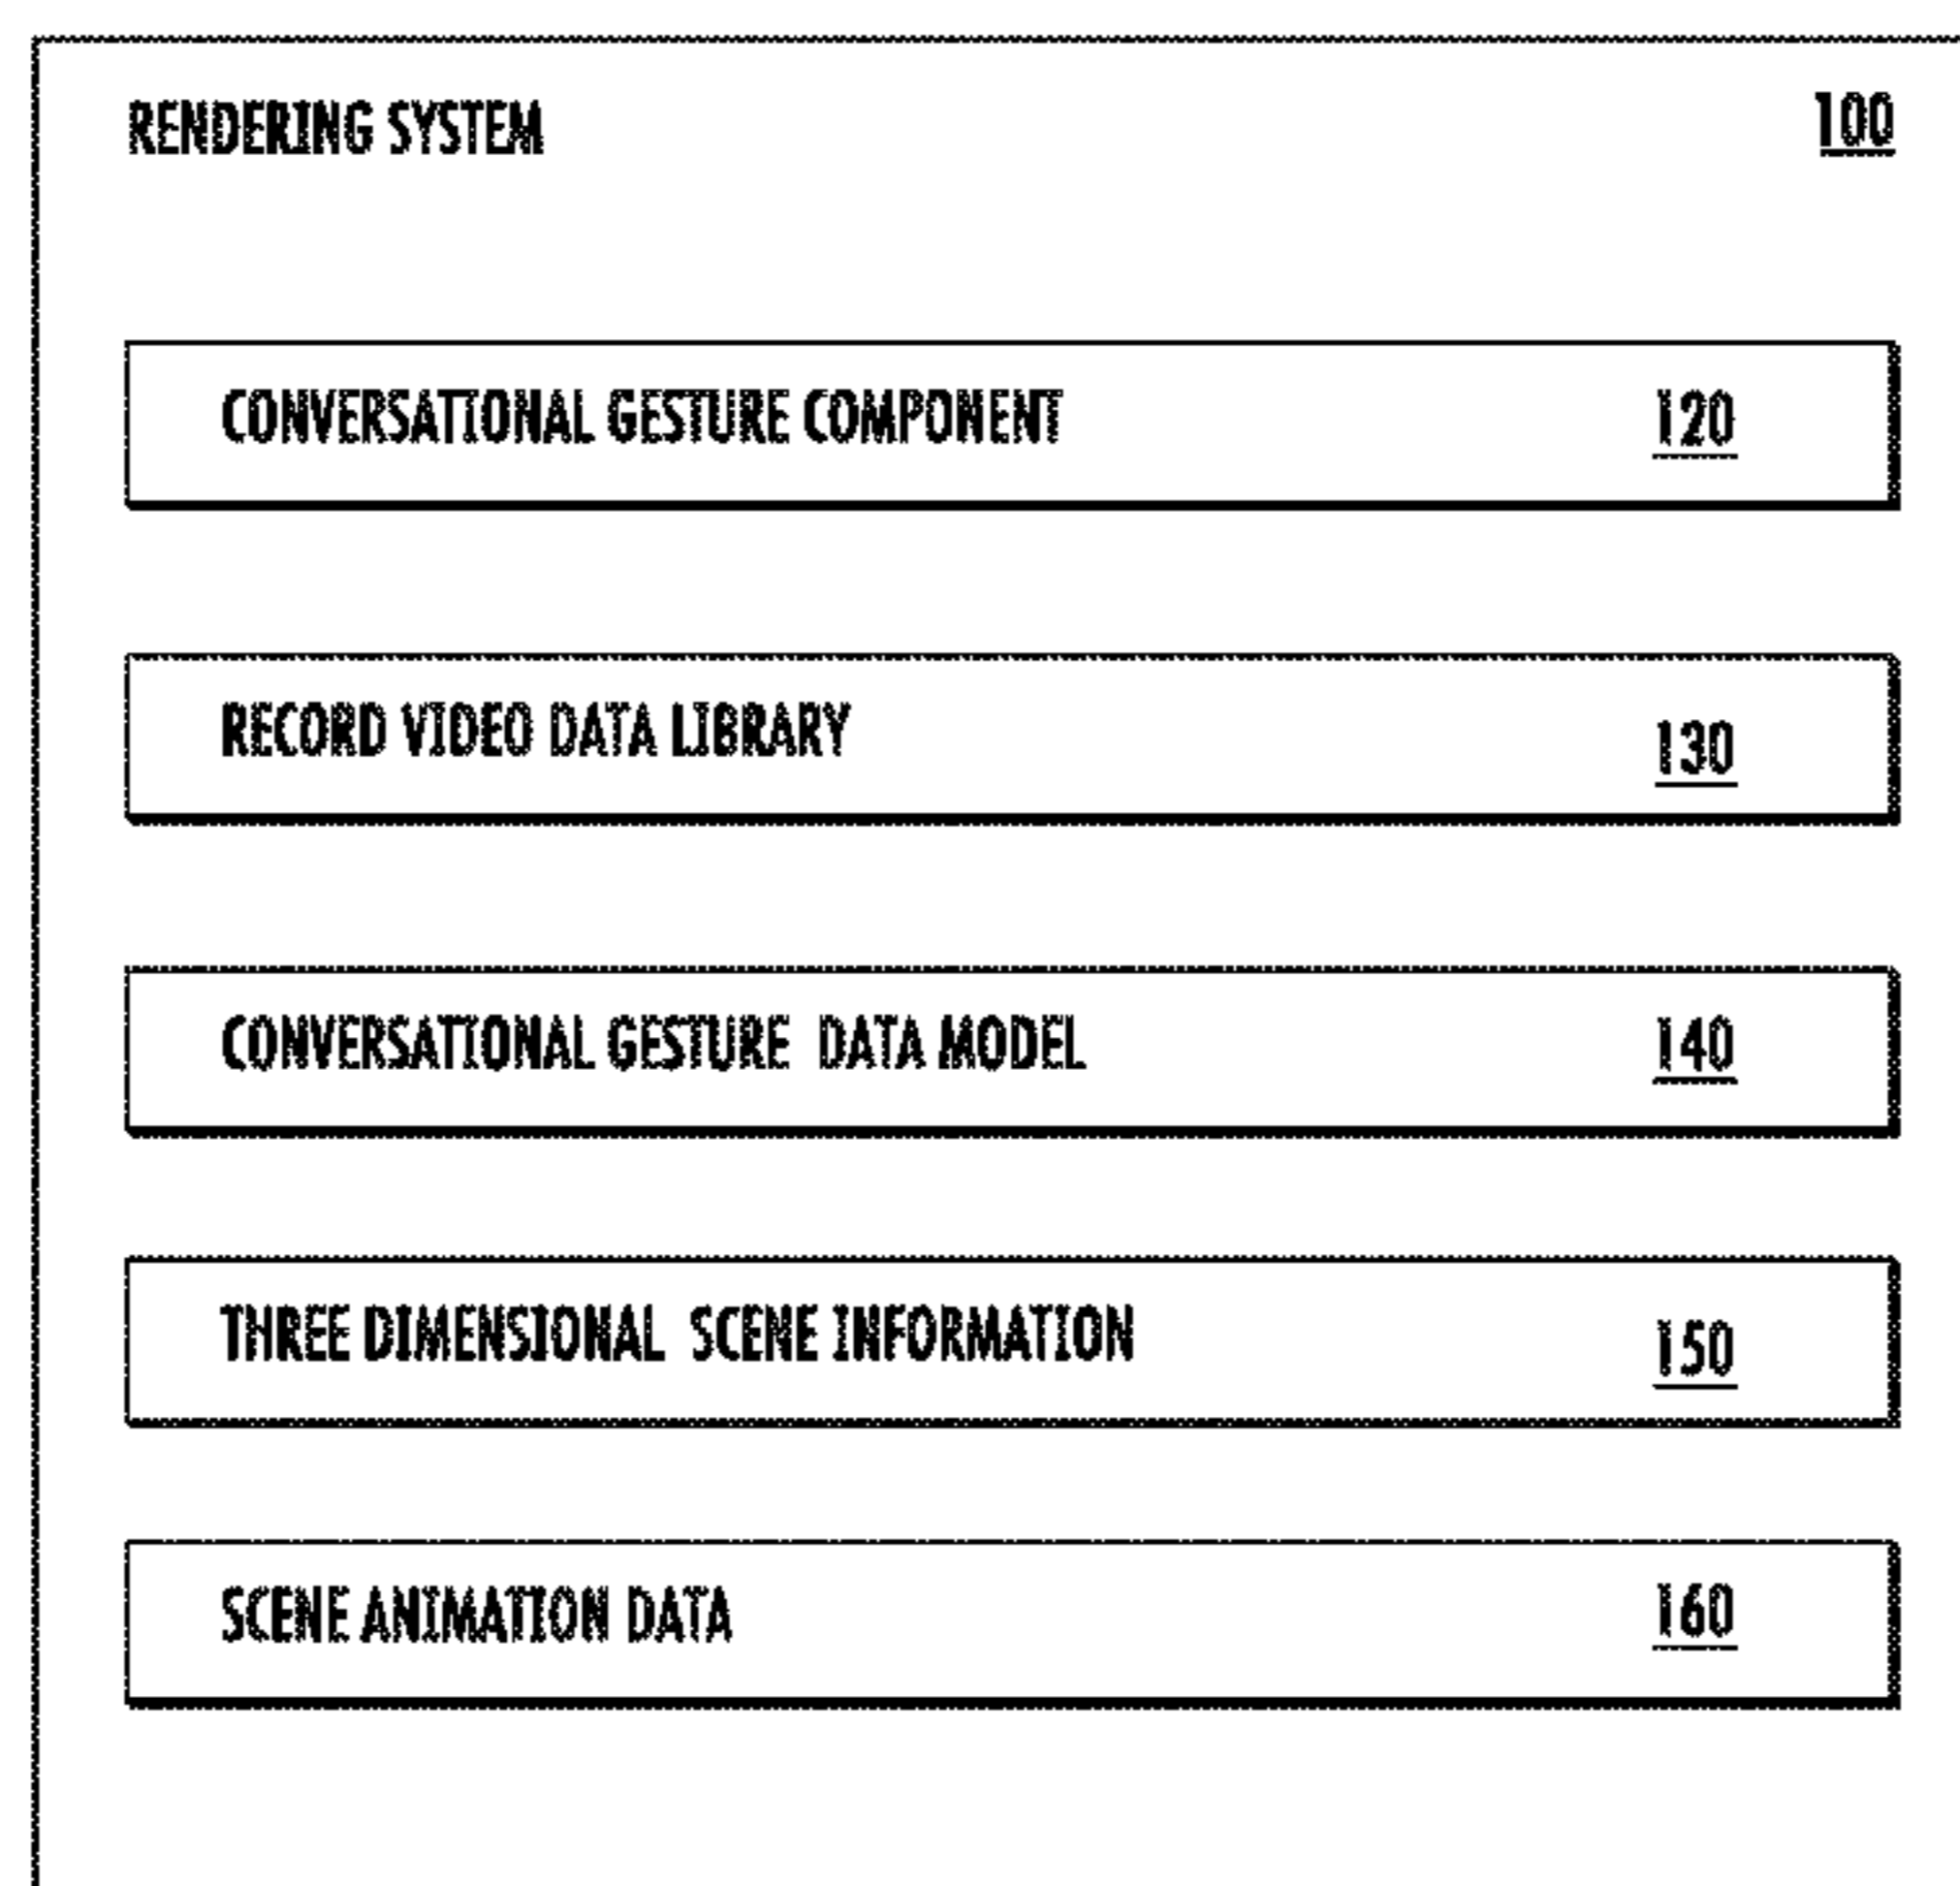 RENDERING SYSTEM 100
CONVERSATIONAL GESTURE COMPONENT 120
RECORD VIDEO DATA LIBRARY 130
CONVERSATIONAL GESTURE DATA MODEL 140
THREE DIMENSIONAL SCENE INFORMATION 150
SCENE ANIMATION DATA 160